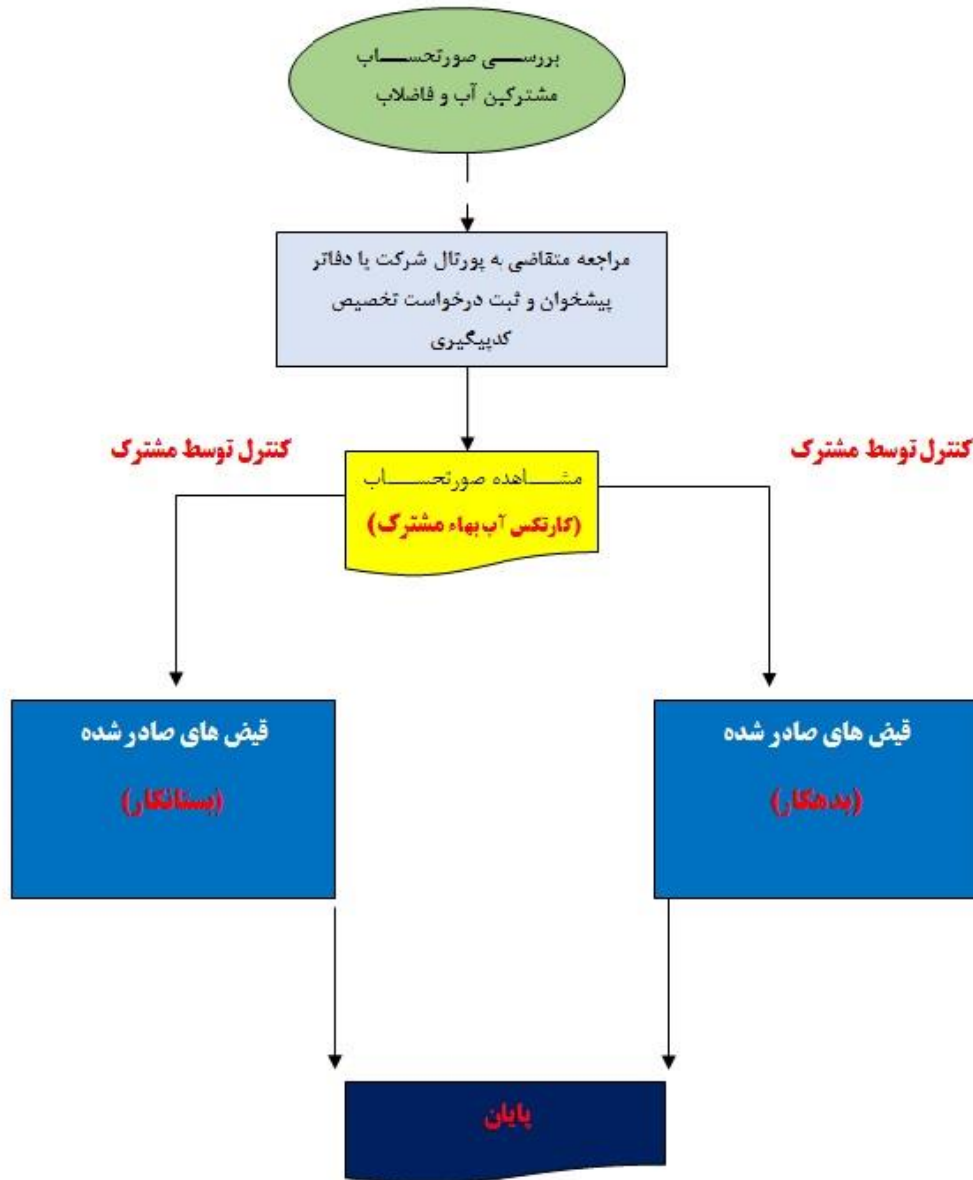 بررسی صورتحساب
مشترکین آب و فاضلاب
مراجعه متقاضی به پورتال شرکت یا دفاتر
پیشخوان و ثبت درخواست تخصیص
کدپیگیری
کنترل توسط مشترک
کنترل توسط مشترک
مشاهده صورتحساب
(کارتکس آب بهاء مشترک)
قیض های صادر شده
(بدهکار)
قیض های صادر شده
(بستانکار)
پایان